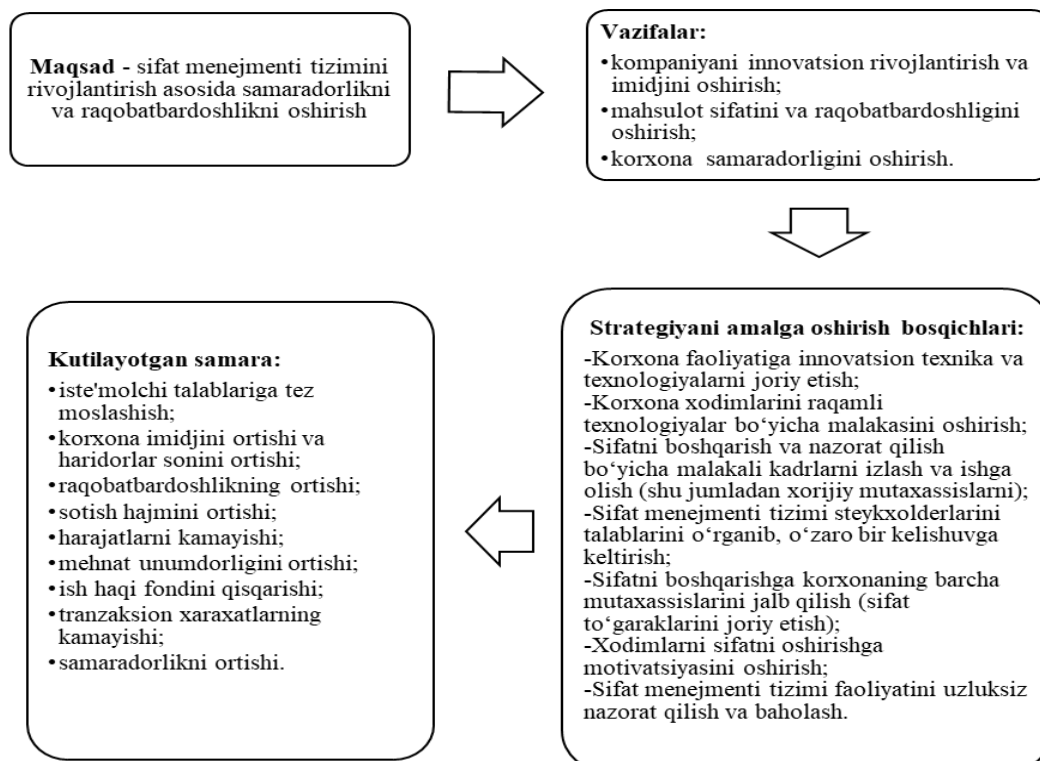 Maqsad - sifat menejmenti tizimini
rivojlantirish asosida samaradorlikni
va raqobatbardoshlikni oshirish
Vazifalar:
•kompaniyani innovatsion rivojlantirish va
imidjini oshirish;
•mahsulot sifatini va raqobatbardoshligini
oshirish;
•korxona samaradorligini oshirish.
Strategiyani amalga oshirish bosqichlari:
-Korxona faoliyatiga innovatsion texnika va
texnologiyalarni joriy etish;
-Korxona xodimlarini raqamli
texnologiyalar bo‘yicha malakasini oshirish;
-Sifatni boshqarish va nazorat qilish
bo‘yicha malakali kadrlarni izlash va ishga
olish (shu jumladan xorijiy mutaxassislarni);
-Sifat menejmenti tizimi steykxolderlarini
talablarini o‘rganib, o‘zaro bir kelishuvga
keltirish;
-Sifatni boshqarishga korxonaning barcha
mutaxassislarini jalb qilish (sifat
to‘garaklarini joriy etish);
-Xodimlarni sifatni oshirishga
motivatsiyasini oshirish;
-Sifat menejmenti tizimi faoliyatini uzluksiz
nazorat qilish va baholash.
Kutilayotgan samara:
•iste'molchi talablariga tez
moslashish;
•korxona imidjini ortishi va
haridorlar sonini ortishi;
•raqobatbardoshlikning ortishi;
•sotish hajmini ortishi;
•harajatlarni kamayishi;
•mehnat unumdorligini ortishi;
•ish haqi fondini qisqarishi;
•tranzaksion xaraxatlarning
kamayishi;
•samaradorlikni ortishi.